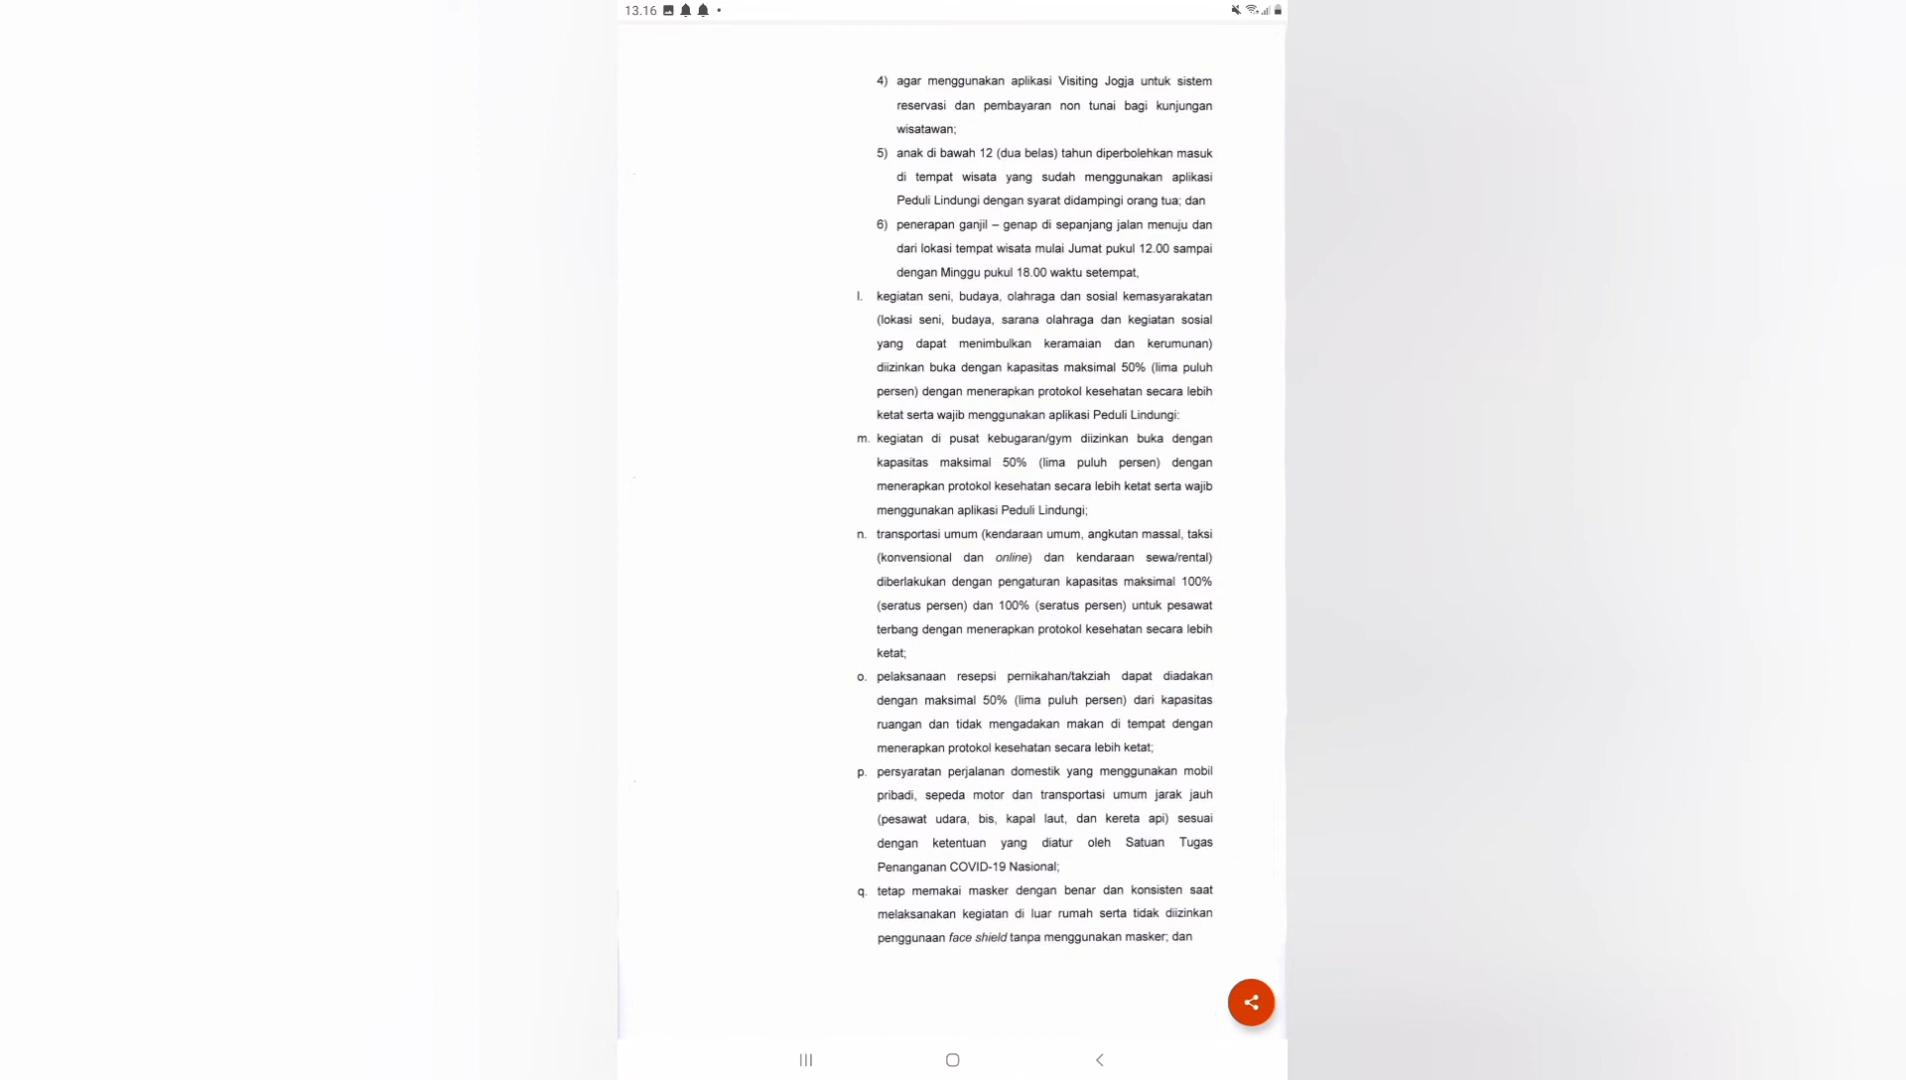 13.16
4) agar menggunakan aplikasi Visiting Jogja untuk sistem
reservasi dan pembayaran non tunai bagi kunjungan
wisatawan;
5) anak di bawah 12 (dua belas) tahun diperbolehkan masuk
di tempat wisata yang sudah menggunakan aplikasi
Peduli Lindungi dengan syarat didampingi orang tua; dan
6) penerapan ganjil – genap di sepanjang jalan menuju dan
dari lokasi tempat wisata mulai Jumat pukul 12.00 sampai
dengan Minggu pukul 18.00 waktu setempat,
l. kegiatan seni, budaya, olahraga dan sosial kemasyarakatan
(lokasi seni, budaya, sarana olahraga dan kegiatan sosial
yang dapat menimbulkan keramaian dan kerumunan)
diizinkan buka dengan kapasitas maksimal 50% (lima puluh
persen) dengan menerapkan protokol kesehatan secara lebih
ketat serta wajib menggunakan aplikasi Peduli Lindungi:
m. kegiatan di pusat kebugaran/gym diizinkan buka dengan
kapasitas maksimal 50% (lima puluh persen) dengan
menerapkan protokol kesehatan secara lebih ketat serta wajib
menggunakan aplikasi Peduli Lindungi;
n. transportasi umum (kendaraan umum, angkutan massal, taksi
(konvensional dan online) dan kendaraan sewa/rental)
diberlakukan dengan pengaturan kapasitas maksimal 100%
(seratus persen) dan 100% (seratus persen) untuk pesawat
terbang dengan menerapkan protokol kesehatan secara lebih
ketat;
o. pelaksanaan resepsi pernikahan/takziah dapat diadakan
dengan maksimal 50% (lima puluh persen) dari kapasitas
ruangan dan tidak mengadakan makan di tempat dengan
menerapkan protokol kesehatan secara lebih ketat;
p. persyaratan perjalanan domestik yang menggunakan mobil
pribadi, sepeda motor dan transportasi umum jarak jauh
(pesawat udara, bis, kapal laut, dan kereta api) sesuai
dengan ketentuan yang diatur oleh Satuan Tugas
Penanganan COVID-19 Nasional;
q. tetap memakai masker dengan benar dan konsisten saat
melaksanakan kegiatan di luar rumah serta tidak diizinkan
penggunaan face shield tanpa menggunakan masker; dan